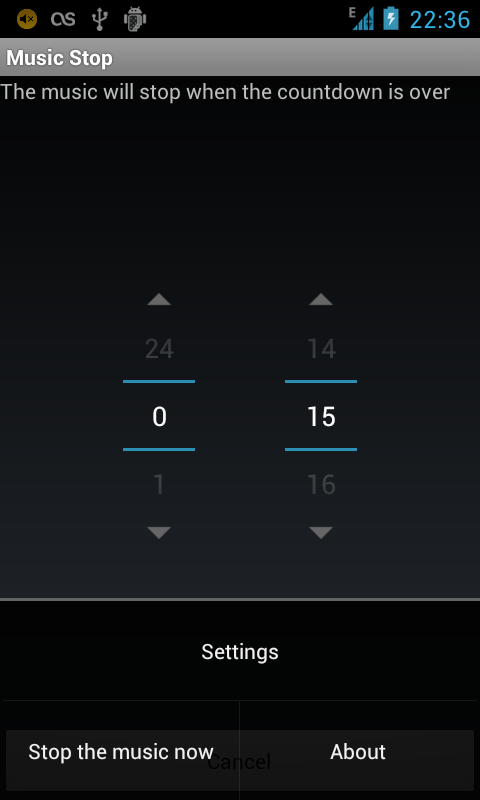 E
22:36
Music Stop
The music will stop when the countdown is over
24 14
0 15
1 16
Settings
Stop the music now
Cancel
About